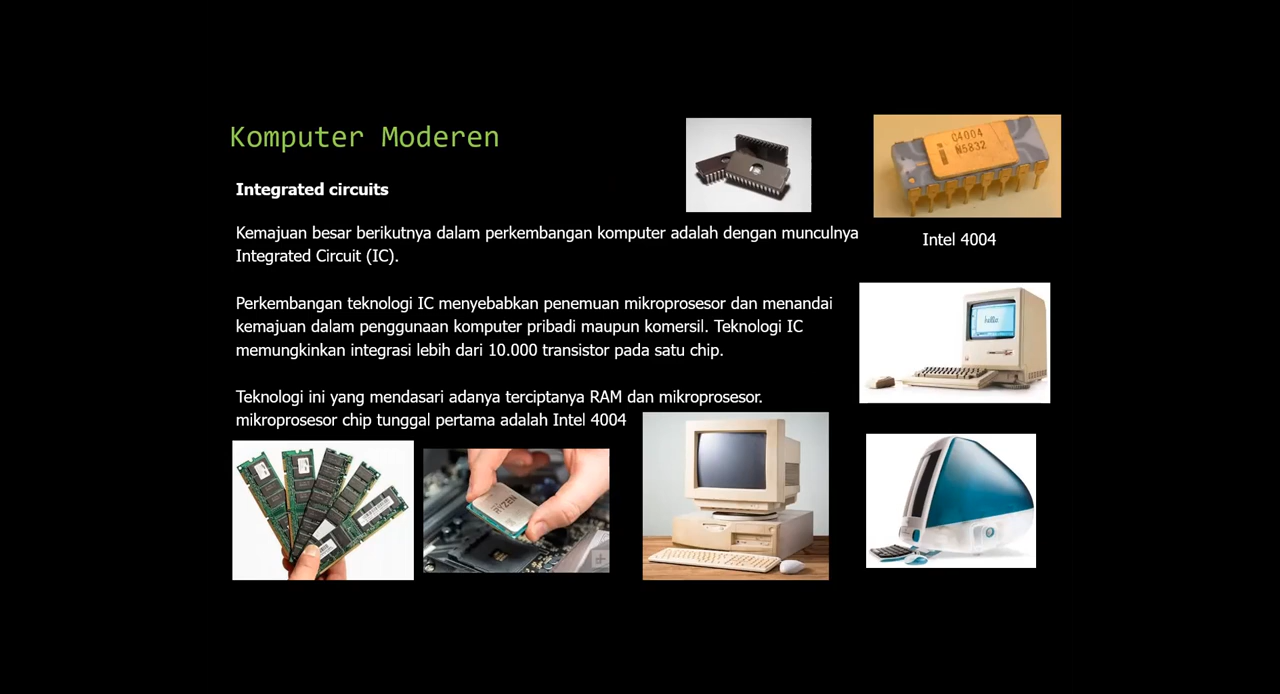 Komputer Moderen
Integrated circuits
C4004
N5832
Kemajuan besar berikutnya dalam perkembangan komputer adalah dengan munculnya
Integrated Circuit (IC).
Intel 4004
Perkembangan teknologi IC menyebabkan penemuan mikroprosesor dan menandai
kemajuan dalam penggunaan komputer pribadi maupun komersil. Teknologi IC
memungkinkan integrasi lebih dari 10.000 transistor pada satu chip.
hello
Teknologi ini yang mendasari adanya terciptanya RAM dan mikroprosesor.
mikroprosesor chip tunggal pertama adalah Intel 4004
RYZEN